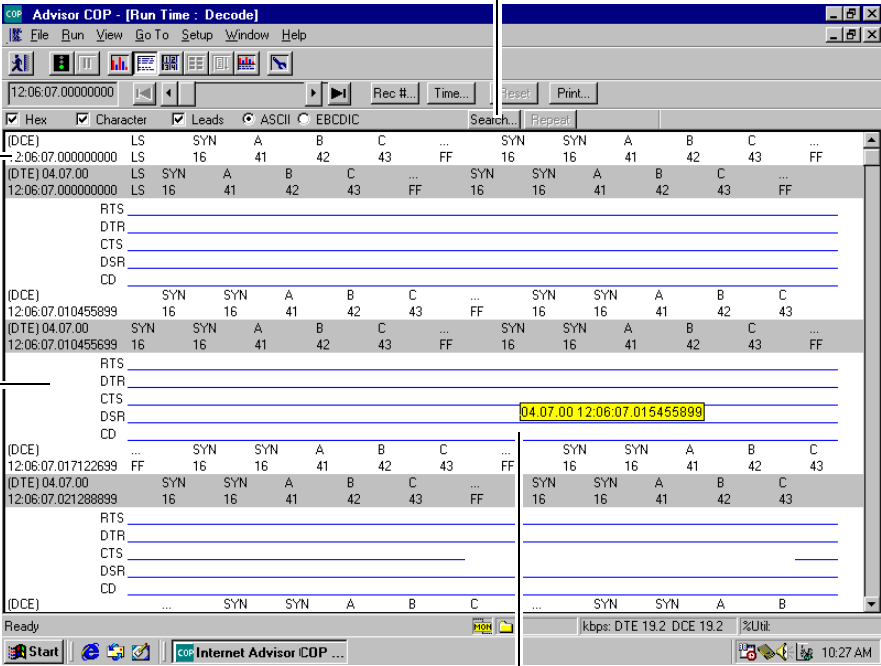 COP Advisor COP - [Run Time : Decode]
File Run View Go To Setup Window Help
12:06:07.00000000 Rec #... Time... Reset Print...
Hex Character Leads ASCII EBCDIC Search... Repeat
(DCE) LS SYN A B C ... SYN SYN A B C ...
12:06:07.000000000 LS 16 41 42 43 FF 16 16 41 42 43 FF
(DTE) 04.07.00 LS SYN A B C ... SYN SYN A B C ...
12:06:07.000000000 LS 16 41 42 43 FF 16 16 41 42 43 FF
RTS
DTR
CTS
DSR
CD
(DCE) SYN SYN A B C ... SYN SYN A B C
12:06:07.010455899 16 16 41 42 43 FF 16 16 41 42 43
(DTE) 04.07.00 SYN SYN A B C ... SYN SYN A B C ...
12:06:07.010455699 16 16 41 42 43 FF 16 16 41 42 43 FF
RTS
DTR
CTS
04.07.00 12:06:07.015455899
DSR
CD
(DCE) ... SYN SYN A B C ... SYN SYN A B C
12:06:07.017122699 FF 16 16 41 42 43 FF 16 16 41 42 43
(DTE) 04.07.00 SYN SYN A B C ... SYN SYN A B C
12:06:07.021288899 16 16 41 42 43 FF 16 16 41 42 43
RTS
DTR
CTS
DSR
CD
(DCE) ... SYN SYN A B C ... SYN SYN A B
Ready MON kbps: DTE 19.2 DCE 19.2 %Util:
Start COP Internet Advisor COP ... 10:27 AM